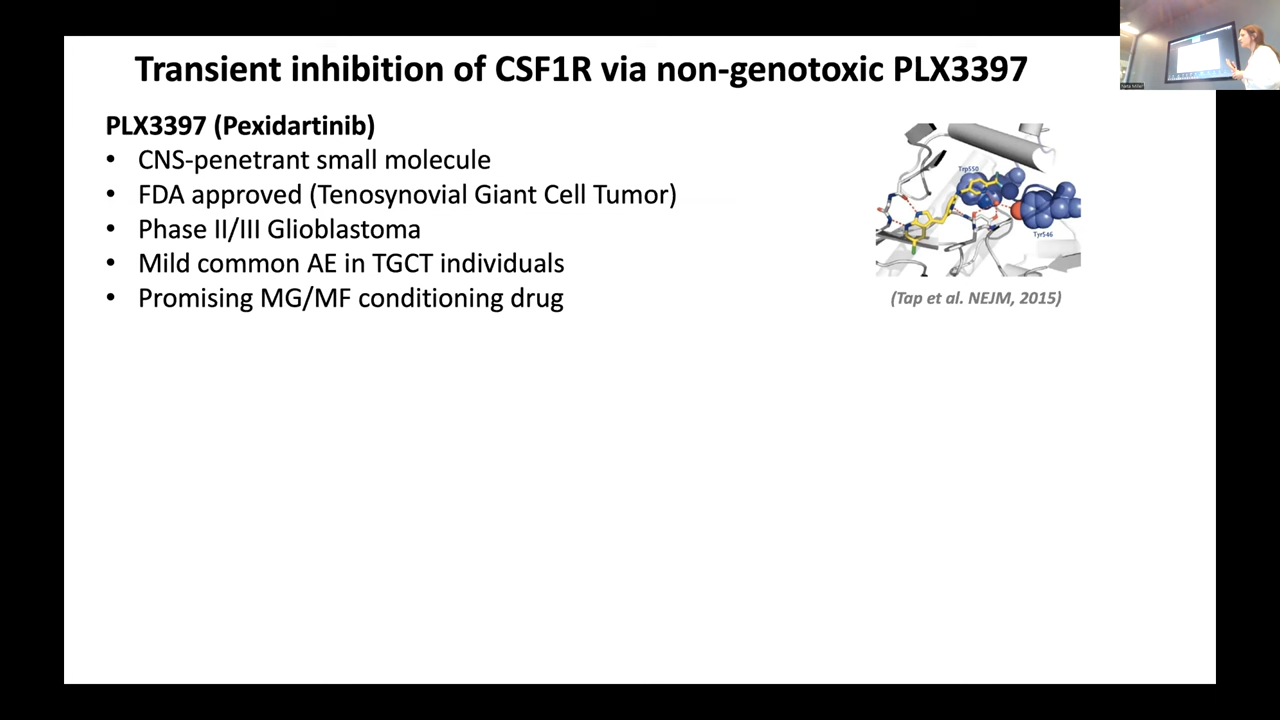 Transient inhibition of CSF1R via non-genotoxic PLX3397
PLX3397 (Pexidartinib)
• CNS-penetrant small molecule
• FDA approved (Tenosynovial Giant Cell Tumor)
• Phase II/III Glioblastoma
• Mild common AE in TGCT individuals
• Promising MG/MF conditioning drug
Trp550
Tyr546
(Tap et al. NEJM, 2015)